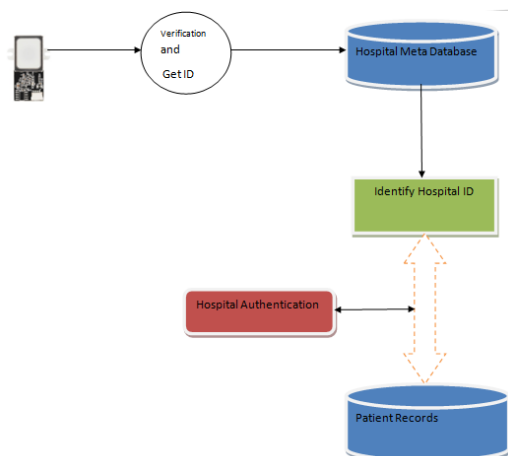 Verification
and
Get ID
Hospital Meta Database
Identify Hospital ID
Hospital Authentication
Patient Records